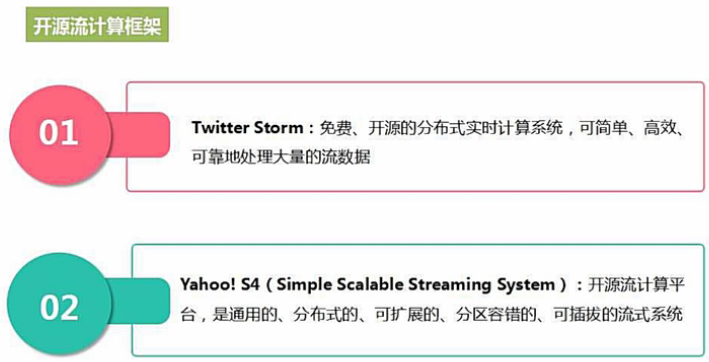 开源流计算框架
01
Twitter Storm：免费、开源的分布式实时计算系统，可简单、高效、
可靠地处理大量的流数据
02
Yahoo! S4（Simple Scalable Streaming System）：开源流计算平
台，是通用的、分布式的、可扩展的、分区容错的、可插拔的流式系统